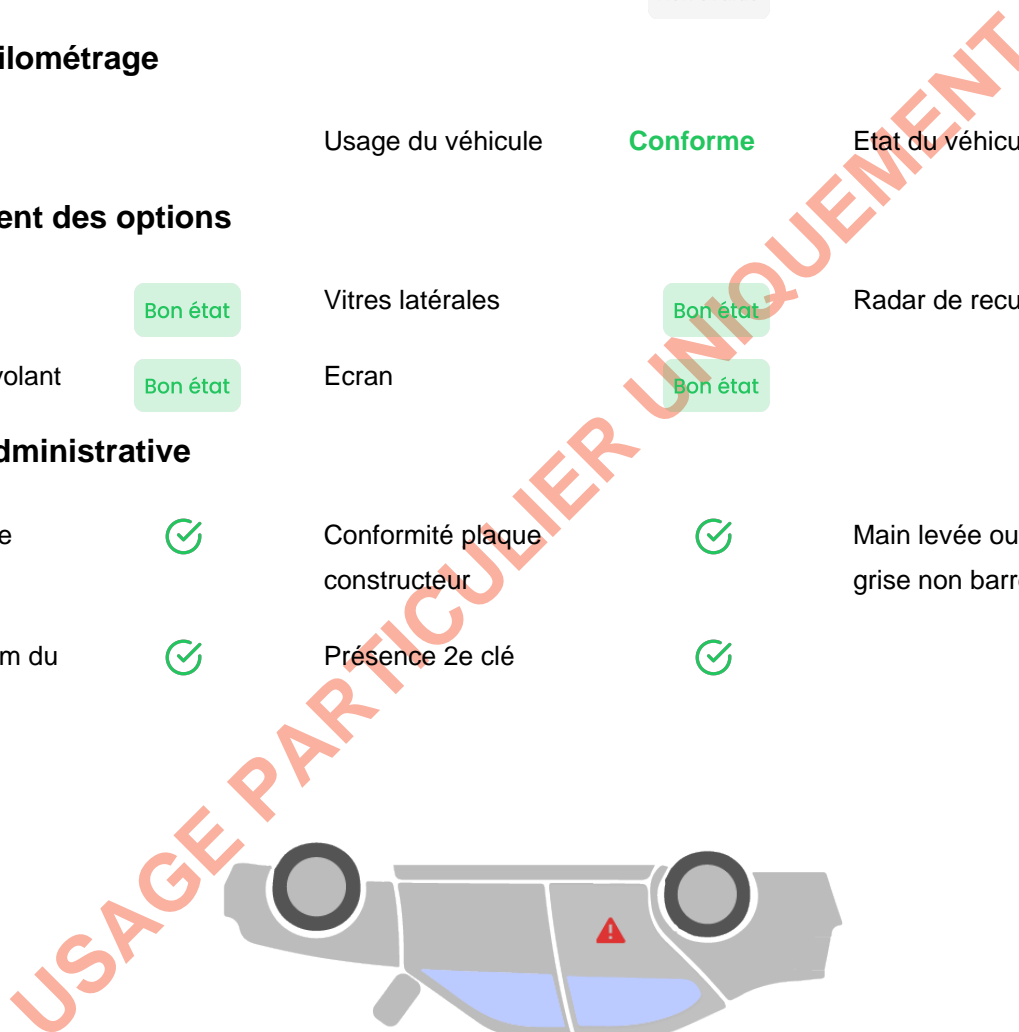 ilométrage
Usage du véhicule Conforme Etat du véhicu
ent des options
Bon état Vitres latérales Bon état Radar de recu
volant Bon état Ecran Bon état
dministrative
e Conformité plaque Main levée ou
constructeur grise non barr
m du Présence 2e clé
USAGE PARTICULIER UNIQUEMENT